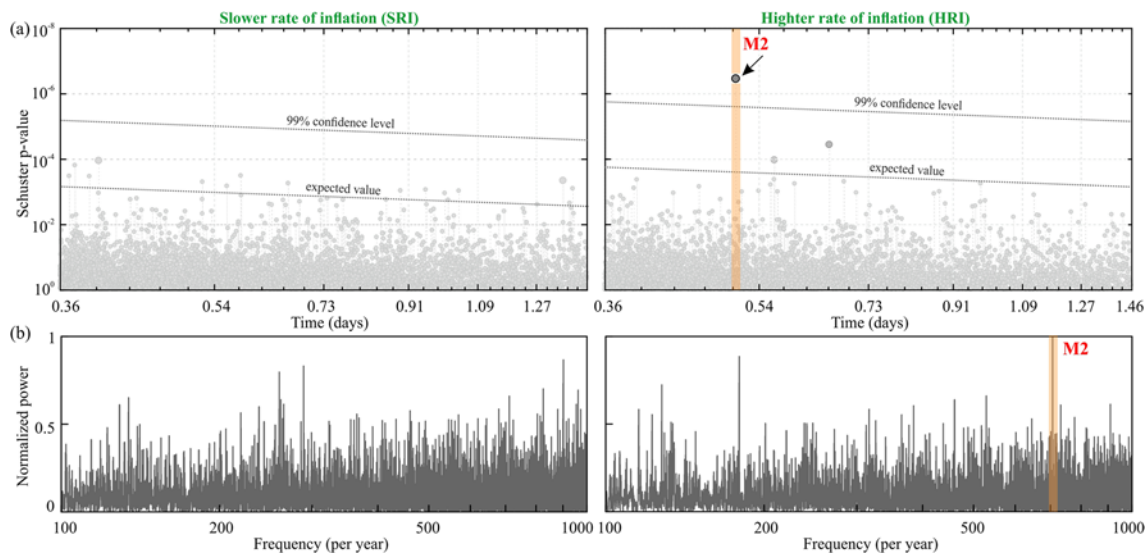 Slower rate of inflation (SRI)
Highter rate of inflation (HRI)
(a)
10-8
10-6
10-4
10-2
100
Schuster p-value
99% confidence level
expected value
0.36 0.54 0.73 0.91 1.09 1.27
Time (days)
M2
99% confidence level
expected value
0.36 0.54 0.73 0.91 1.09 1.27 1.46
Time (days)
(b)
1
0.5
0
Normalized power
100 200 500 1000
Frequency (per year)
M2
100 200 500 1000
Frequency (per year)